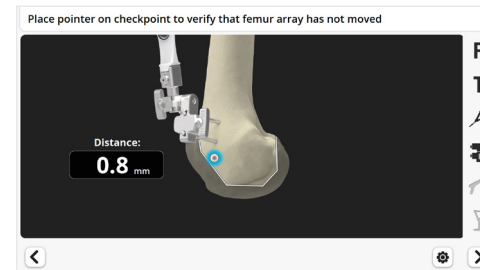 Place pointer on checkpoint to verify that femur array has not moved
Distance:
0.8 mm